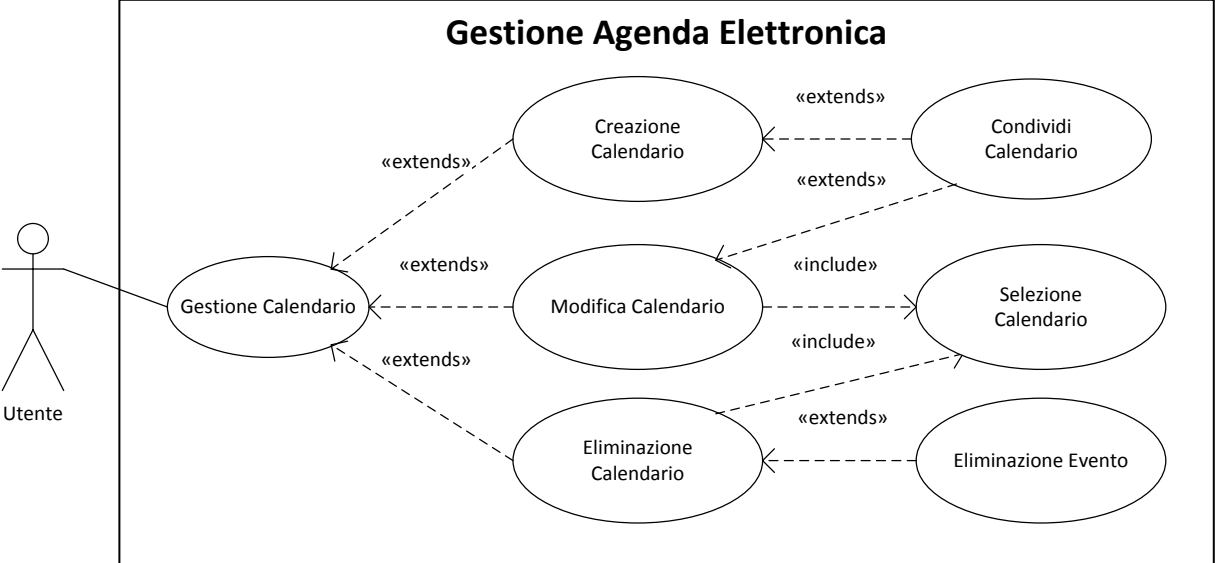 Gestione Agenda Elettronica
«extends»
Creazione
Calendario
Condividi
Calendario
«extends»
«extends»
«extends»
«include»
Gestione Calendario
Modifica Calendario
Selezione
Calendario
«include»
«extends»
Utente
«extends»
Eliminazione
Calendario
Eliminazione Evento